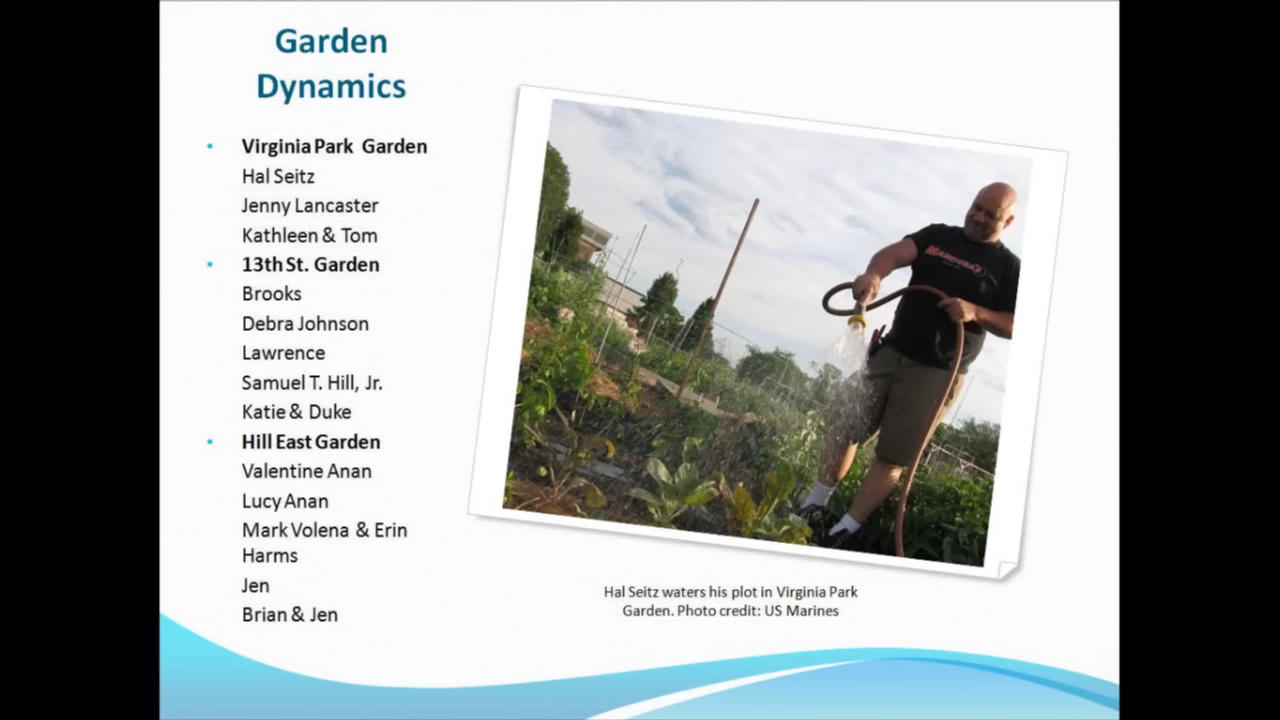 Garden
Dynamics
• Virginia Park Garden
Hal Seitz
Jenny Lancaster
Kathleen & Tom
• 13th St. Garden
Brooks
Debra Johnson
Lawrence
Samuel T. Hill, Jr.
Katie & Duke
• Hill East Garden
Valentine Anan
Lucy Anan
Mark Volena & Erin
Harms
Jen
Brian & Jen
Hal Seitz waters his plot in Virginia Park
Garden. Photo credit: US Marines